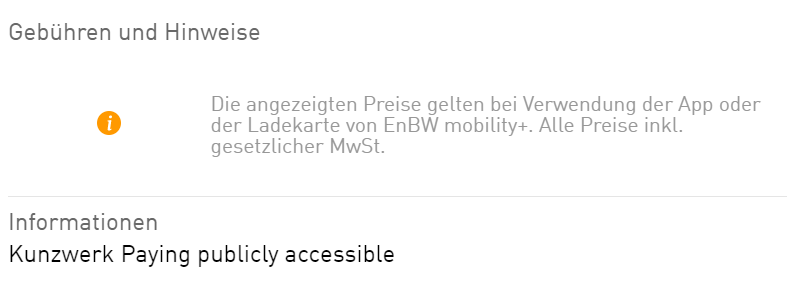 Gebühren und Hinweise
i
Die angezeigten Preise gelten bei Verwendung der App oder
der Ladekarte von EnBW mobility+. Alle Preise inkl.
gesetzlicher MwSt.
Informationen
Kunzwerk Paying publicly accessible